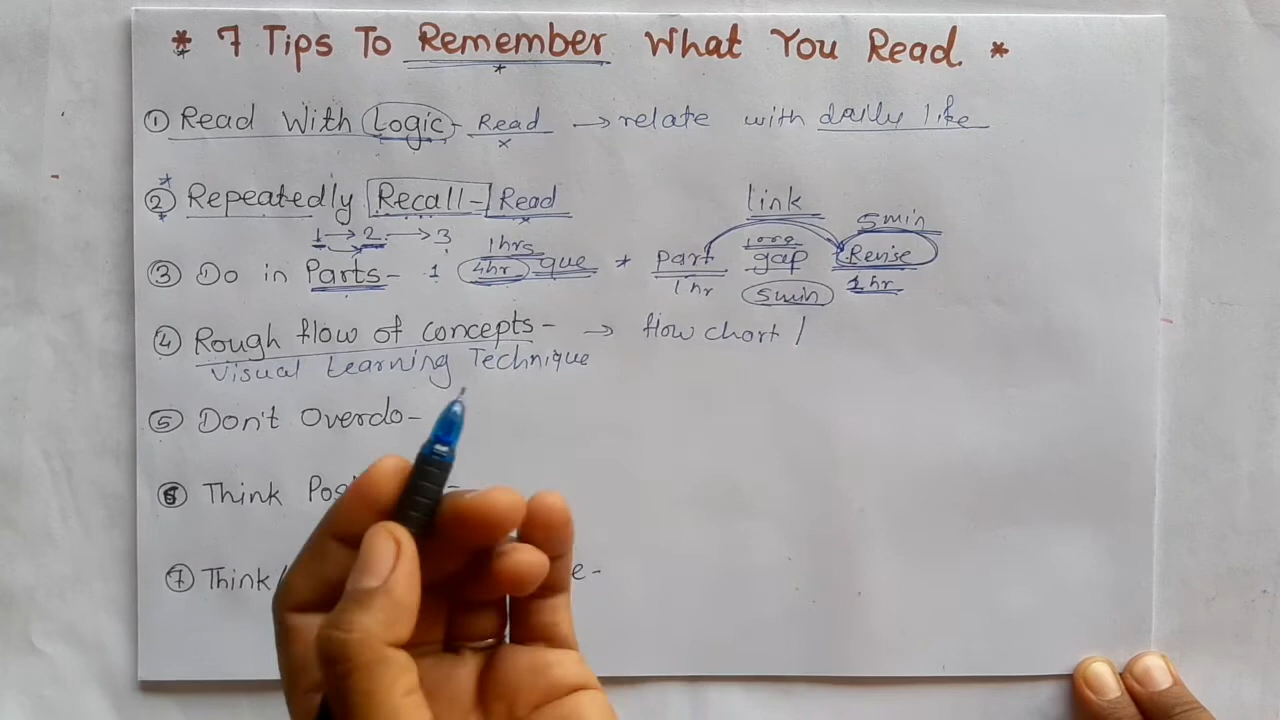 * 7 Tips To Remember What You Read *
① Read With Logic - Read → relate with daily like
② Repeatedly Recall - Read
link
5min
1 → 2 → 3
1hrs
③ Do in Parts - 1 4hr que * part gap Revise
1hr 5min 1hr
④ Rough flow of concepts - → flow chart /
Visual Learning Technique
⑤ Don't Overdo -
⑥ Think
⑦ Think